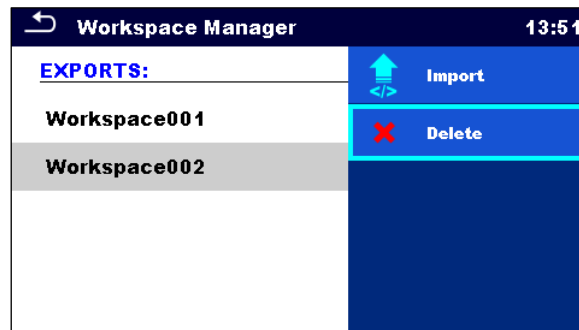 Workspace Manager 13:51
EXPORTS:
Import
</>
Workspace001
Delete
Workspace002